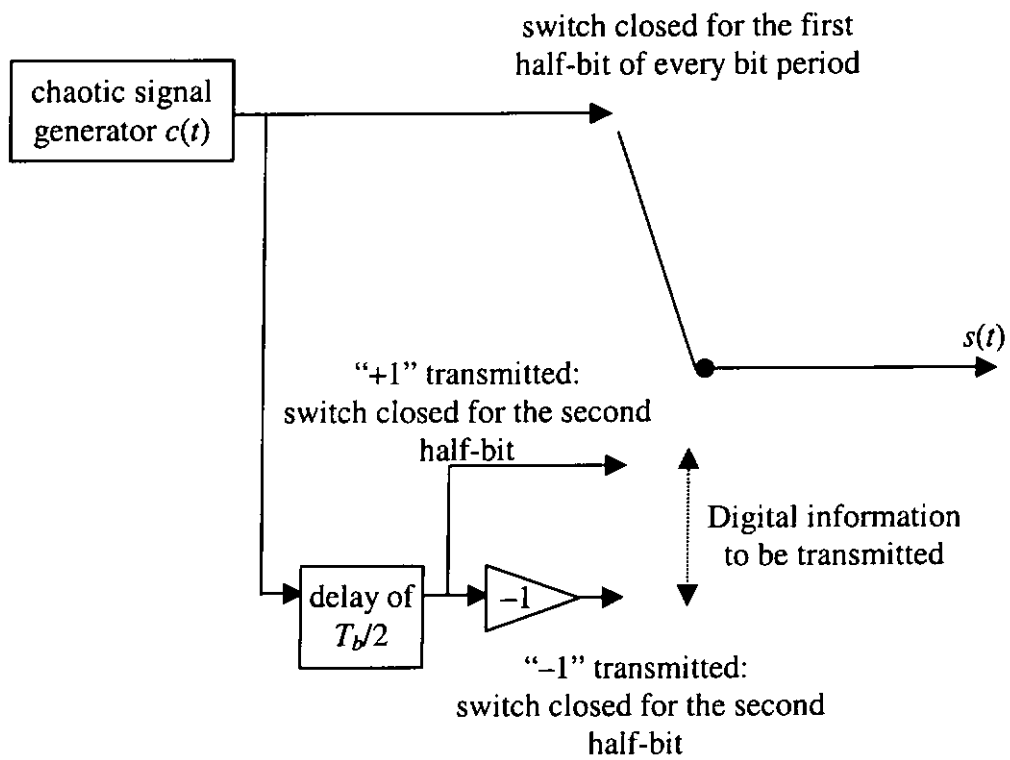 switch closed for the first
half-bit of every bit period
chaotic signal
generator c(t)
s(t)
“+1” transmitted:
switch closed for the second
half-bit
Digital information
to be transmitted
delay of
T_b/2
−1
“–1” transmitted:
switch closed for the second
half-bit